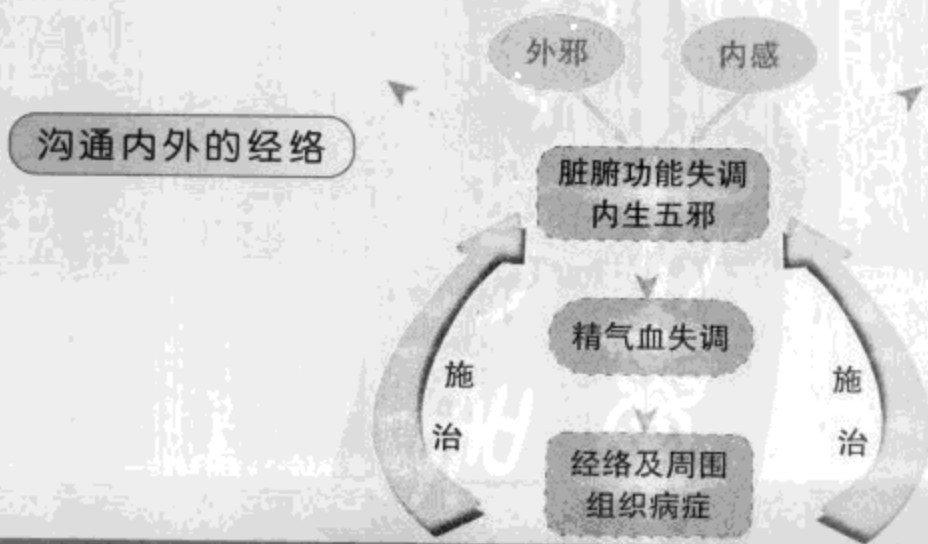 外邪
内感
沟通内外的经络
脏腑功能失调
内生五邪
精气血失调
施
治
施
治
经络及周围
组织病症